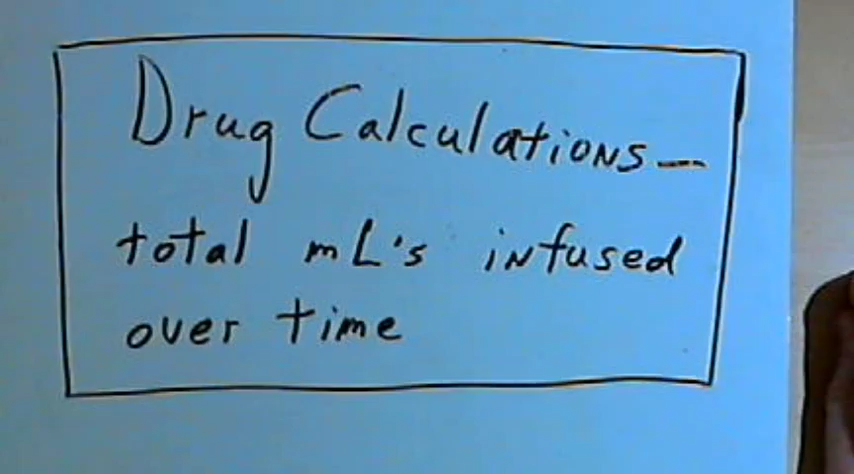 Drug Calculations—
total mL's infused
over time